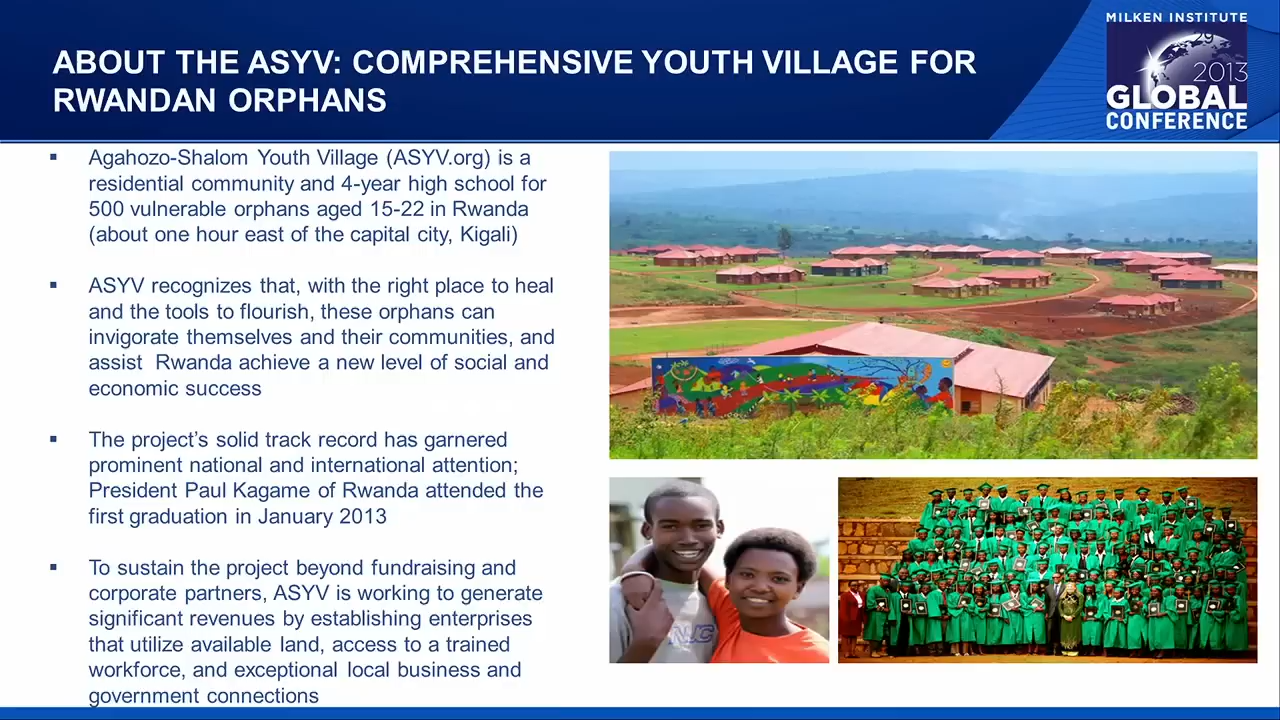 MILKEN INSTITUTE
29
2013
GLOBAL
CONFERENCE
ABOUT THE ASYV: COMPREHENSIVE YOUTH VILLAGE FOR
RWANDAN ORPHANS
▪ Agahozo-Shalom Youth Village (ASYV.org) is a
residential community and 4-year high school for
500 vulnerable orphans aged 15-22 in Rwanda
(about one hour east of the capital city, Kigali)
▪ ASYV recognizes that, with the right place to heal
and the tools to flourish, these orphans can
invigorate themselves and their communities, and
assist Rwanda achieve a new level of social and
economic success
▪ The project’s solid track record has garnered
prominent national and international attention;
President Paul Kagame of Rwanda attended the
first graduation in January 2013
▪ To sustain the project beyond fundraising and
corporate partners, ASYV is working to generate
significant revenues by establishing enterprises
that utilize available land, access to a trained
workforce, and exceptional local business and
government connections